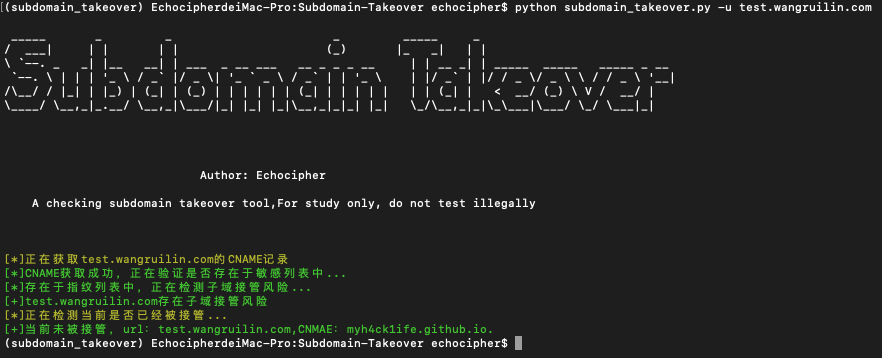 (subdomain_takeover) EchocipherdeiMac-Pro:Subdomain-Takeover echocipher$ python subdomain_takeover.py -u test.wangruilin.com
Subdomain Takeover
Author: Echocipher
A checking subdomain takeover tool,For study only, do not test illegally
[*]正在获取test.wangruilin.com的CNAME记录
[*]CNAME获取成功, 正在验证是否存在于敏感列表中...
[*]存在于指纹列表中, 正在检测子域接管风险...
[+]test.wangruilin.com存在子域接管风险
[*]正在检测当前是否已经被接管...
[+]当前未被接管, url: test.wangruilin.com,CNMAE: myh4ck1ife.github.io.
(subdomain_takeover) EchocipherdeiMac-Pro:Subdomain-Takeover echocipher$